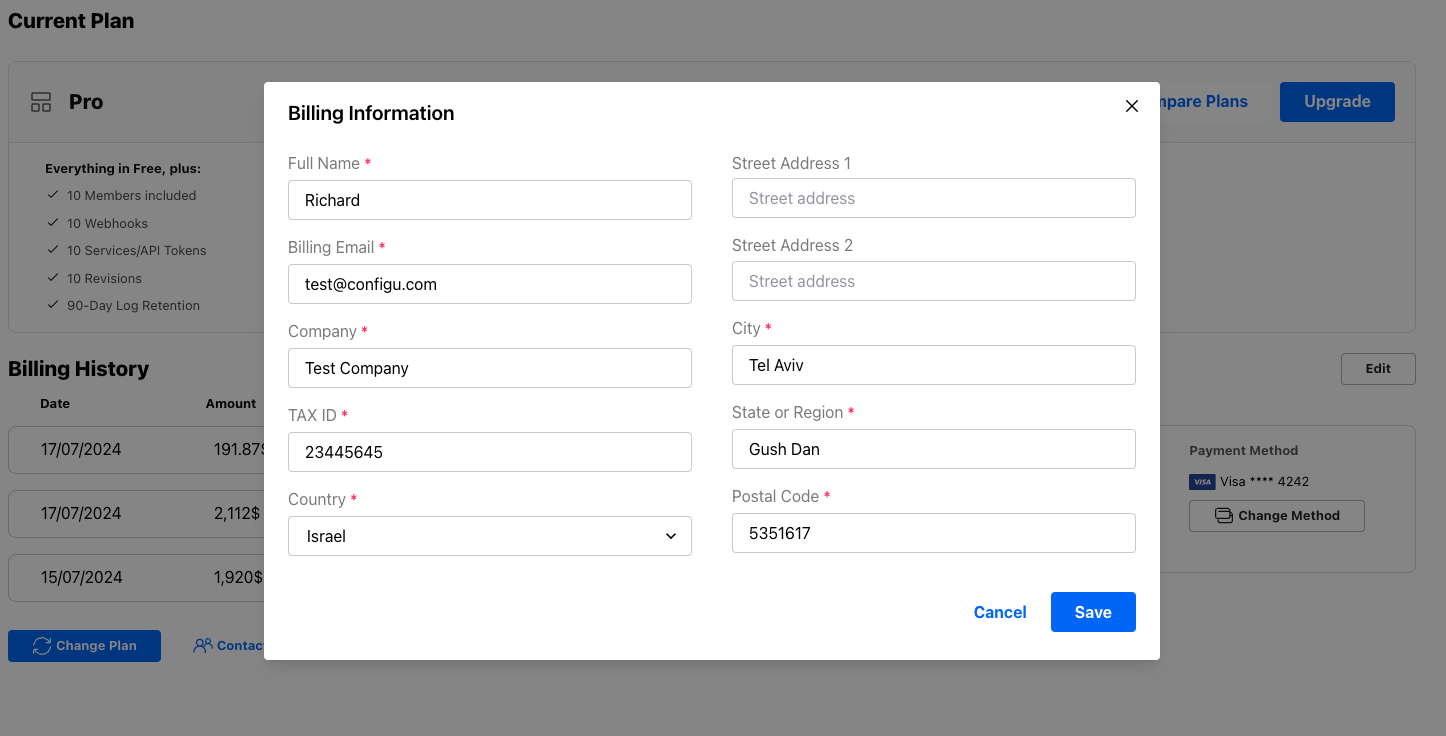 Current Plan
Pro
mpare Plans
Upgrade
Everything in Free, plus:
10 Members included
10 Webhooks
10 Services/API Tokens
10 Revisions
90-Day Log Retention
Billing History
Edit
Date Amount
17/07/2024 191.87$
17/07/2024 2,112$
15/07/2024 1,920$
Payment Method
VISA Visa **** 4242
Change Method
Change Plan
Contac
Billing Information
Full Name *
Richard
Billing Email *
test@configu.com
Company *
Test Company
TAX ID *
23445645
Country *
Israel
Street Address 1
Street address
Street Address 2
Street address
City *
Tel Aviv
State or Region *
Gush Dan
Postal Code *
5351617
Cancel
Save